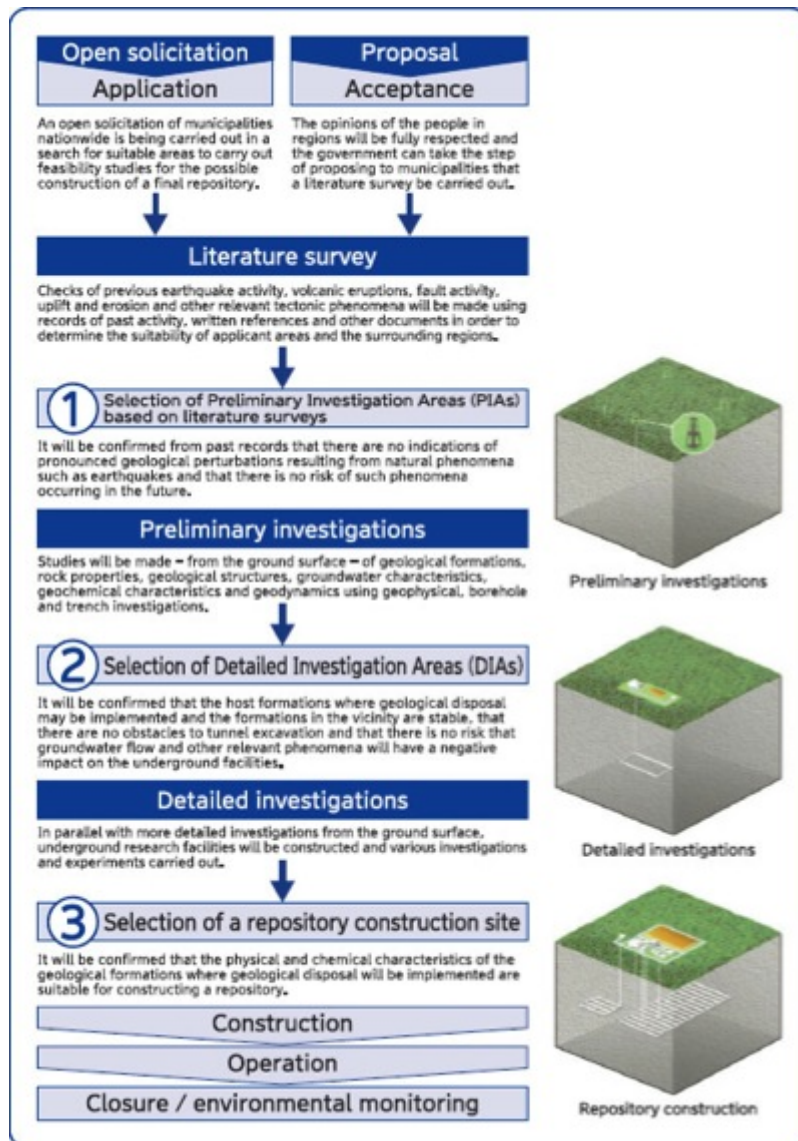 Open solicitation
Application
An open solicitation of municipalities
nationwide is being carried out in a
search for suitable areas to carry out
feasibility studies for the possible
construction of a final repository.
Proposal
Acceptance
The opinions of the people in
regions will be fully respected and
the government can take the step
of proposing to municipalities that
a literature survey be carried out.
Literature survey
Checks of previous earthquake activity, volcanic eruptions, fault activity,
uplift and erosion and other relevant tectonic phenomena will be made using
records of past activity, written references and other documents in order to
determine the suitability of applicant areas and the surrounding regions.
1 Selection of Preliminary Investigation Areas (PIAs)
based on literature surveys
It will be confirmed from past records that there are no indications of
pronounced geological perturbations resulting from natural phenomena
such as earthquakes and that there is no risk of such phenomena
occurring in the future.
Preliminary investigations
Studies will be made – from the ground surface – of geological formations,
rock properties, geological structures, groundwater characteristics,
geochemical characteristics and geodynamics using geophysical, borehole
and trench investigations.
Preliminary investigations
2 Selection of Detailed Investigation Areas (DIAs)
It will be confirmed that the host formations where geological disposal
may be implemented and the formations in the vicinity are stable, that
there are no obstacles to tunnel excavation and that there is no risk that
groundwater flow and other relevant phenomena will have a negative
impact on the underground facilities.
Detailed investigations
In parallel with more detailed investigations from the ground surface,
underground research facilities will be constructed and various investigations
and experiments carried out.
Detailed investigations
3 Selection of a repository construction site
It will be confirmed that the physical and chemical characteristics of the
geological formations where geological disposal will be implemented are
suitable for constructing a repository.
Construction
Operation
Closure / environmental monitoring
Repository construction